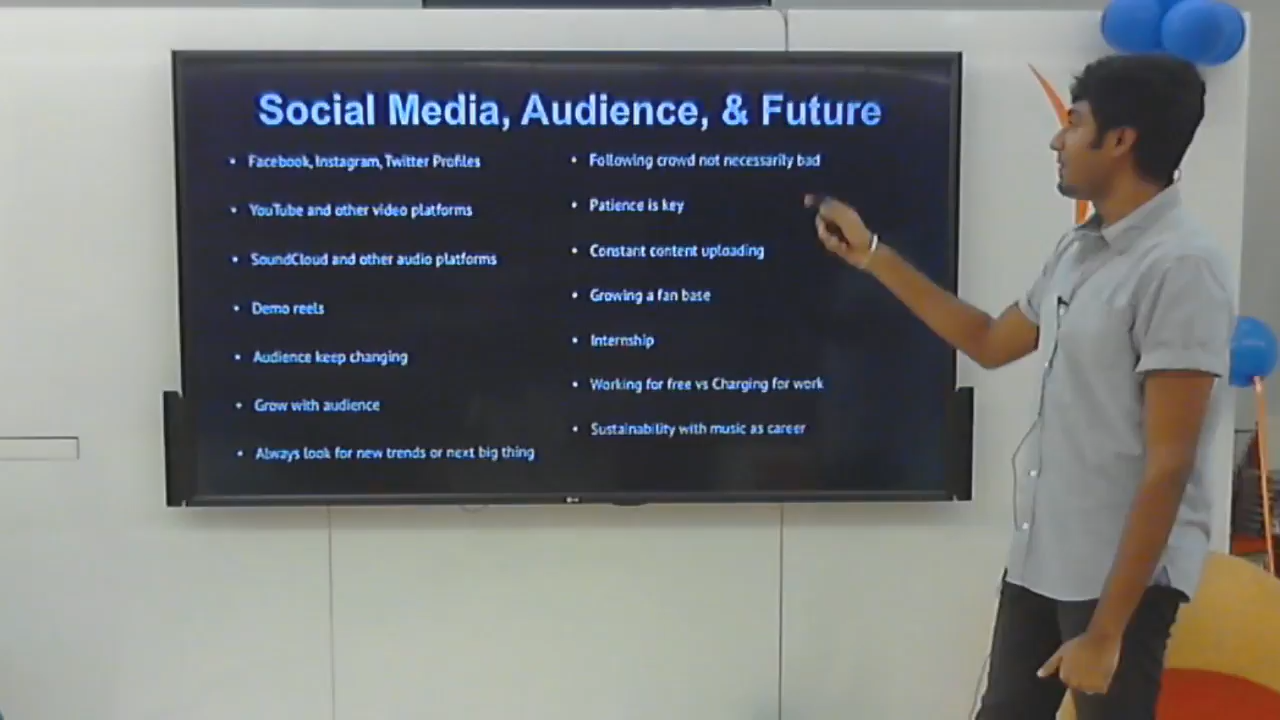 Social Media, Audience, & Future
• Facebook, Instagram, Twitter Profiles
• YouTube and other video platforms
• SoundCloud and other audio platforms
• Demo reels
• Audience keep changing
• Grow with audience
• Always look for new trends or next big thing
• Following crowd not necessarily bad
• Patience is key
• Constant content uploading
• Growing a fan base
• Internship
• Working for free vs Charging for work
• Sustainability with music as career